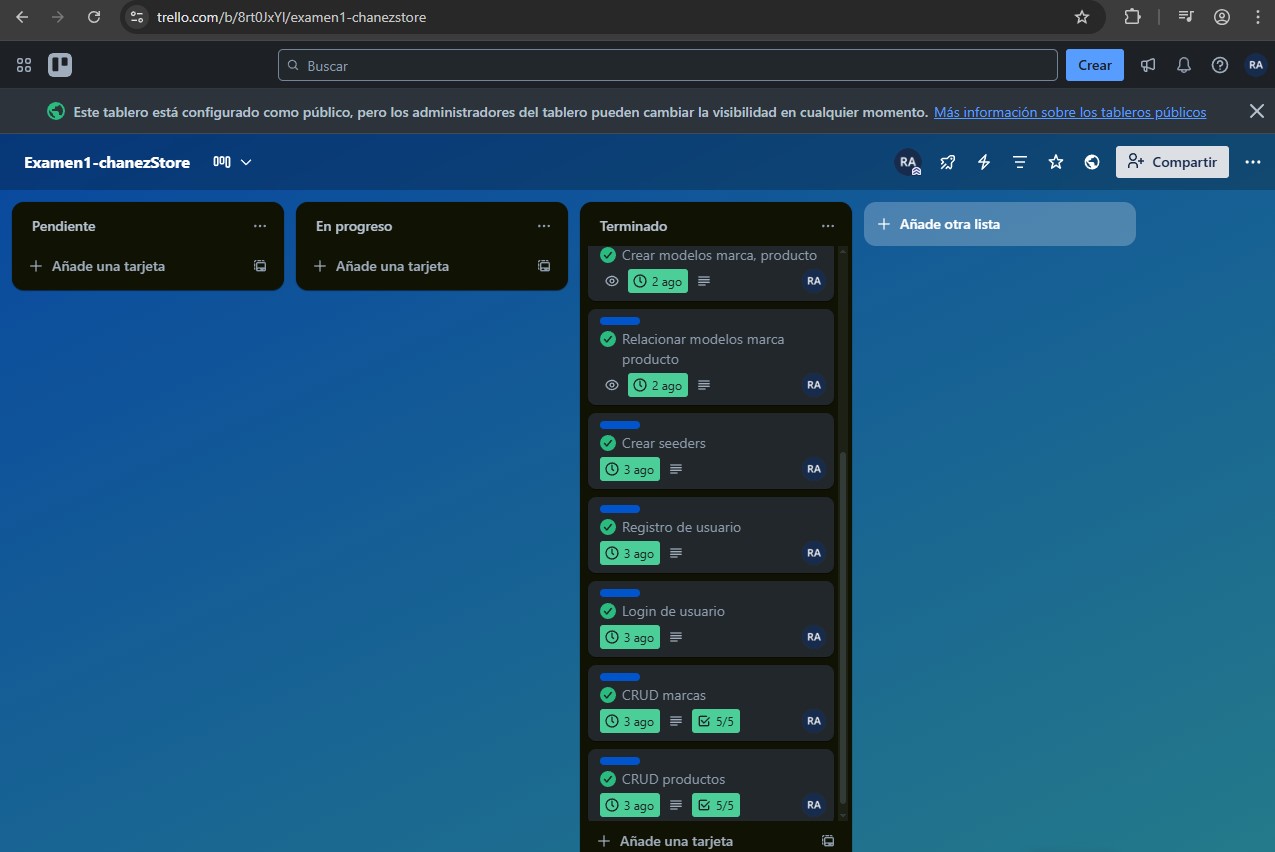 trello.com/b/8rt0JxYl/examen1-chanezstore
Buscar
Crear
RA
Este tablero está configurado como público, pero los administradores del tablero pueden cambiar la visibilidad en cualquier momento. Más información sobre los tableros públicos
Examen1-chanezStore
RA
Compartir
Pendiente
Añade una tarjeta
En progreso
Añade una tarjeta
Terminado
Crear modelos marca, producto
2 ago
RA
Relacionar modelos marca
producto
2 ago
RA
Crear seeders
3 ago
RA
Registro de usuario
3 ago
RA
Login de usuario
3 ago
RA
CRUD marcas
3 ago
5/5
RA
CRUD productos
3 ago
5/5
RA
Añade una tarjeta
Añade otra lista